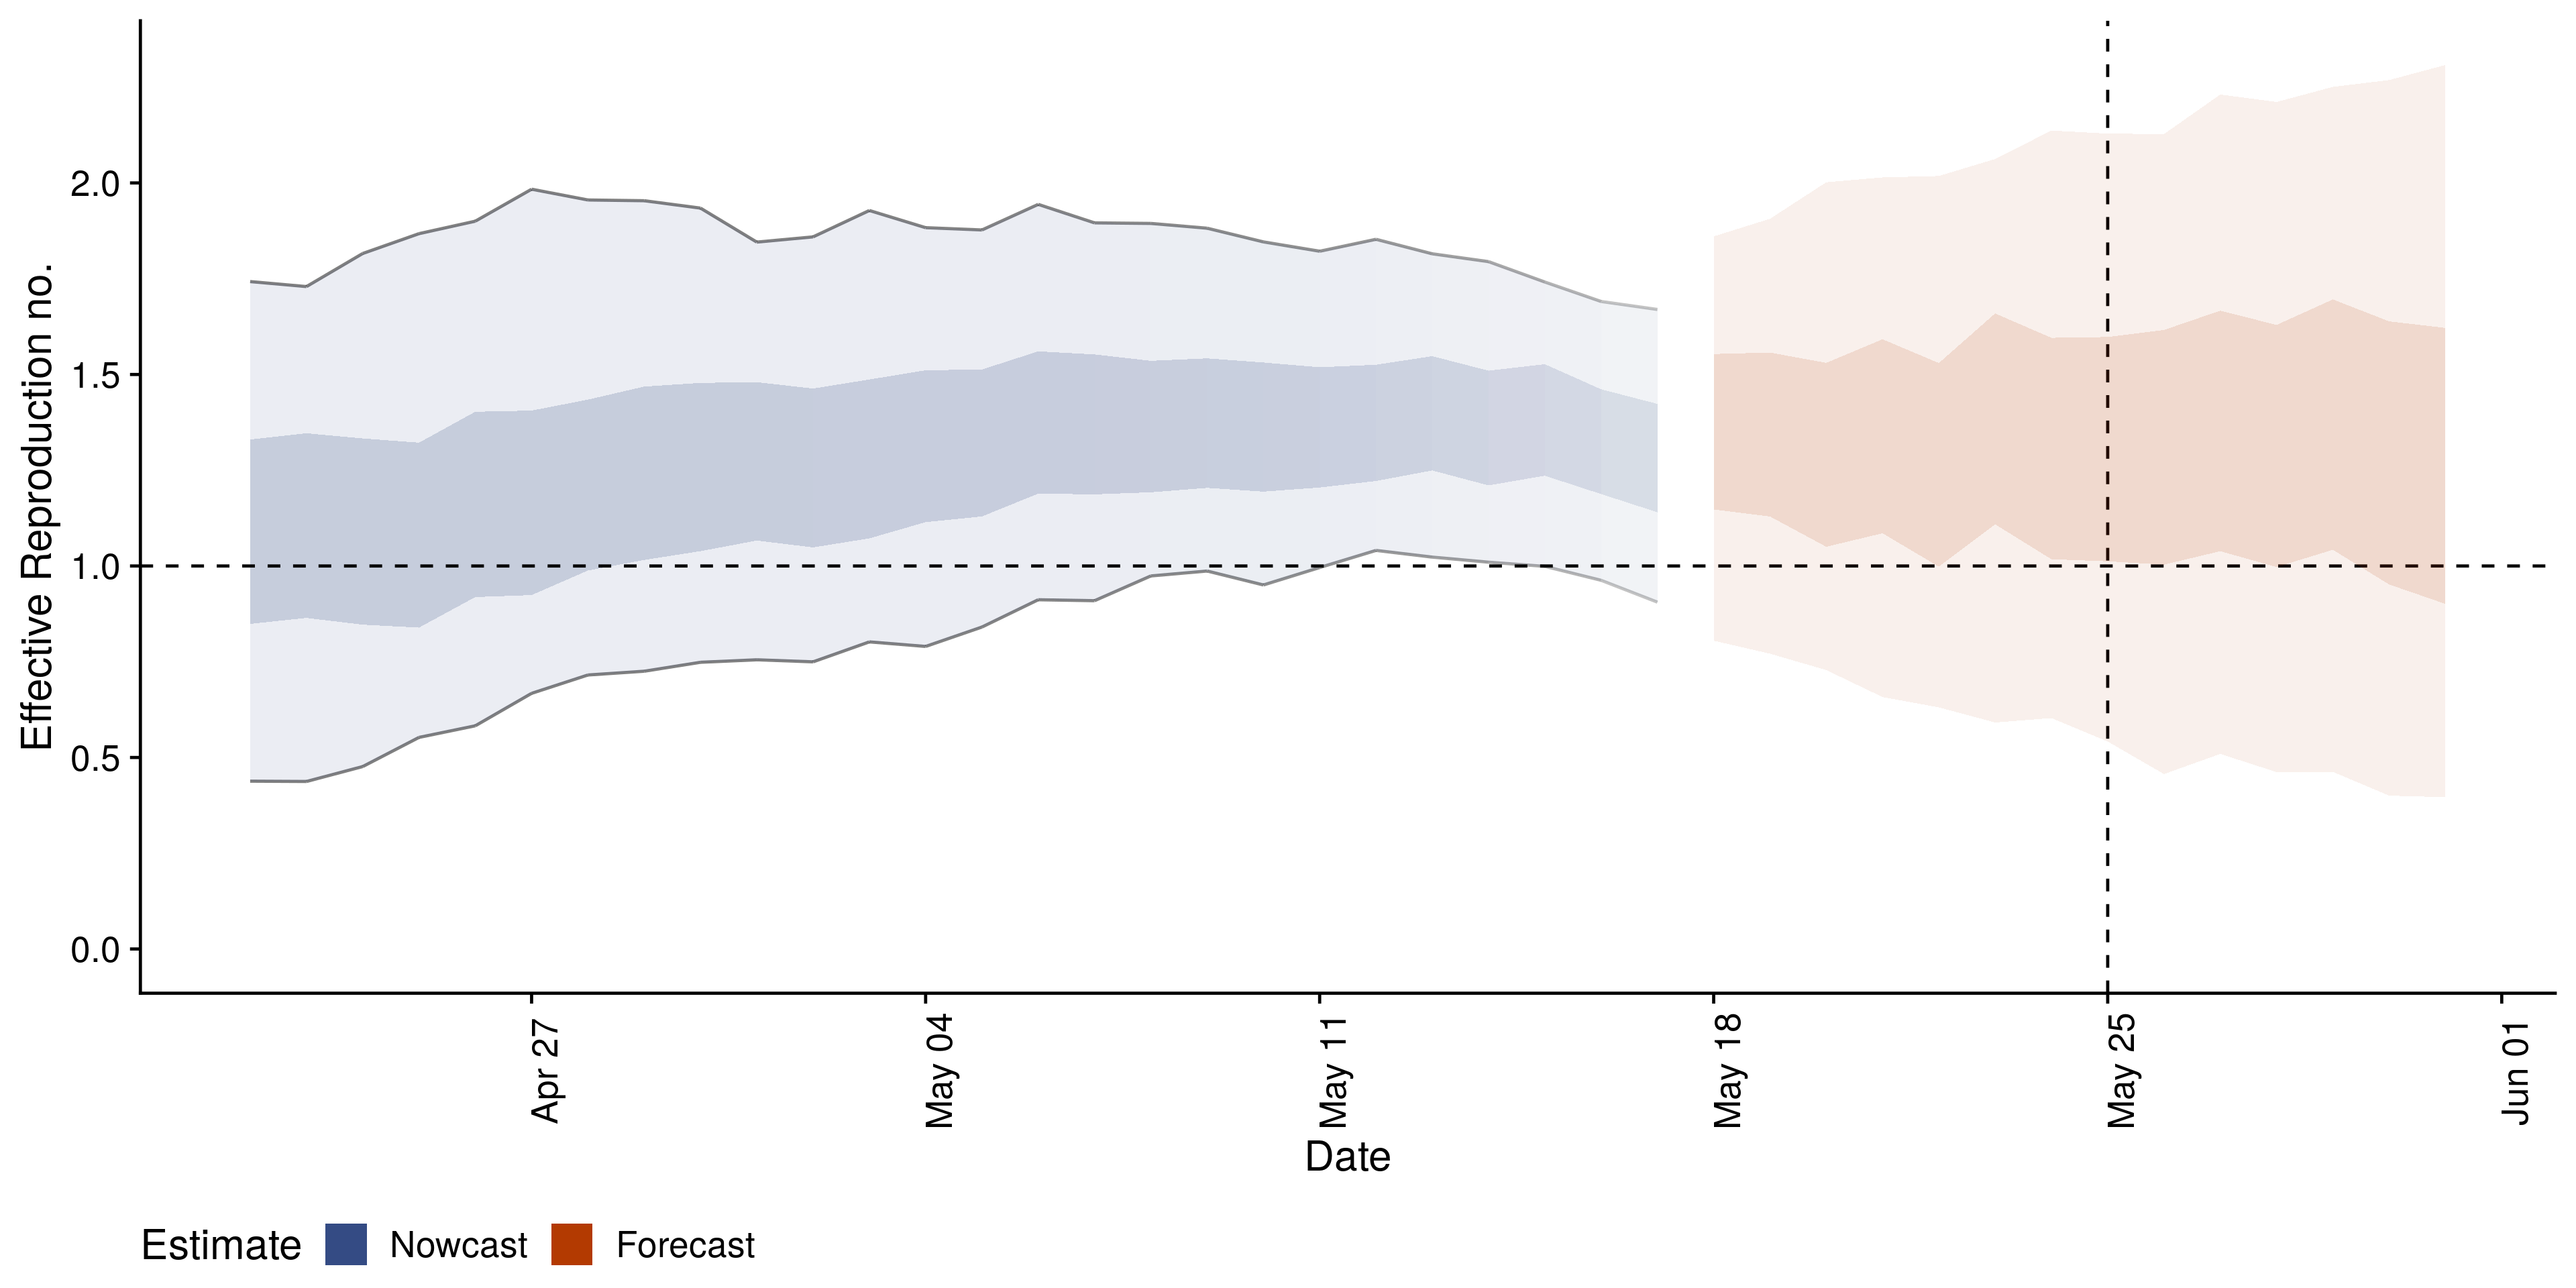 Effective Reproduction no.
2.0
1.5
1.0
0.5
0.0
Apr 27
May 04
May 11
May 18
May 25
Jun 01
Date
Estimate Nowcast Forecast